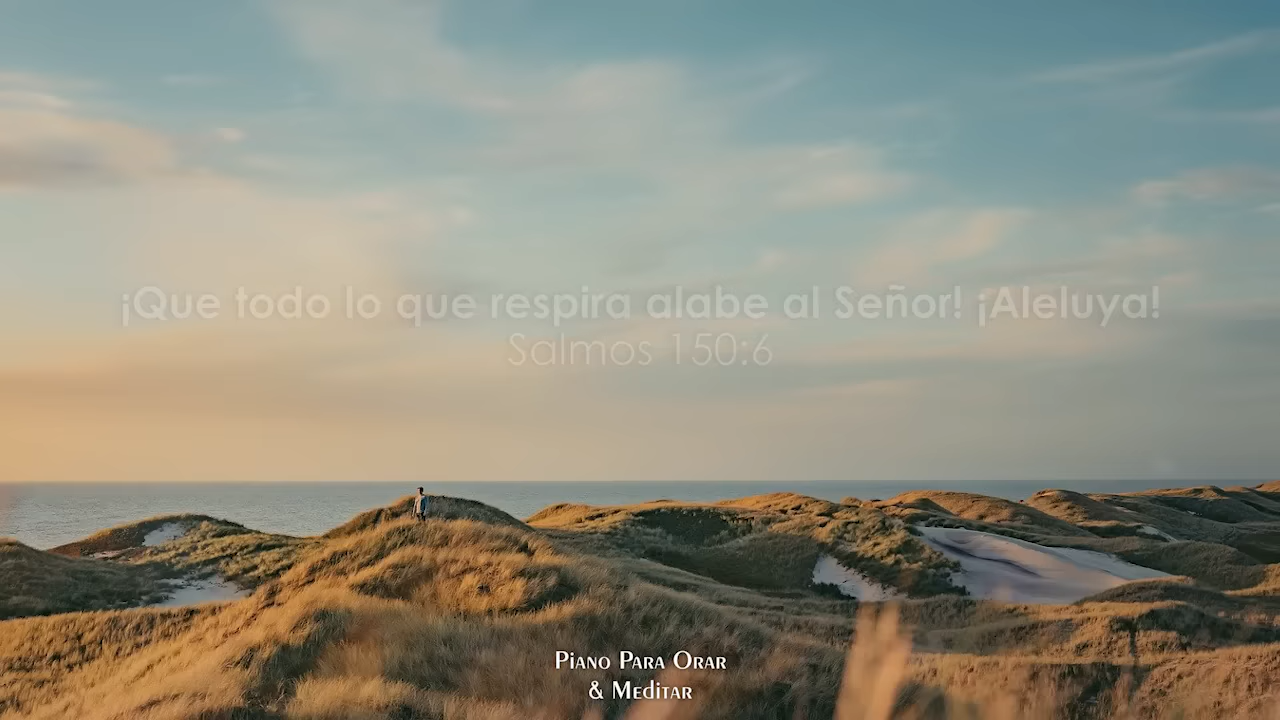 ¡Que todo lo que respira alabe al Señor! ¡Aleluya!
Salmos 150:6
Piano Para Orar
& Meditar